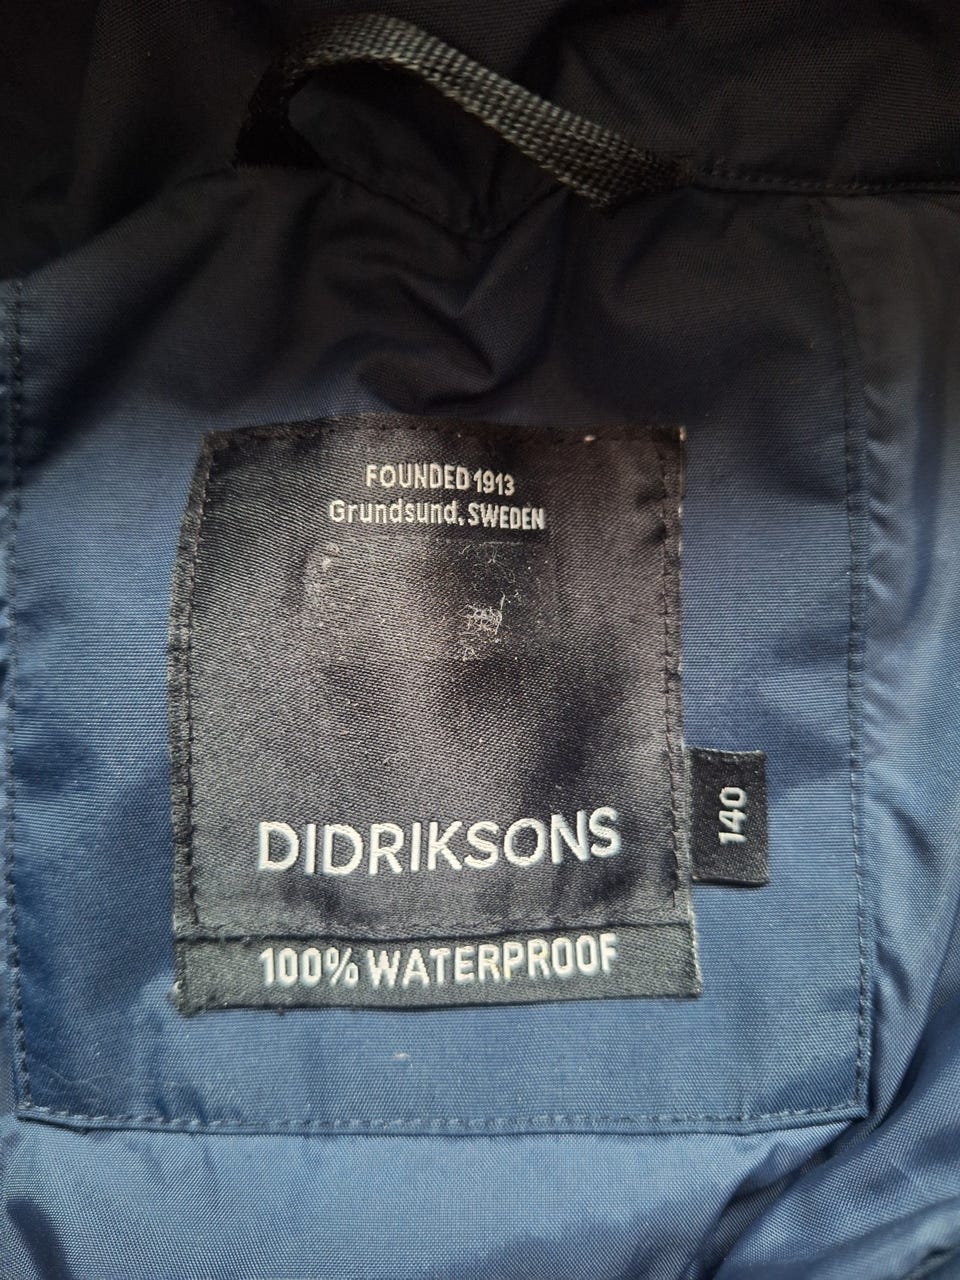 FOUNDED 1913
Grundsund, SWEDEN
DIDRIKSONS
140
100% WATERPROOF